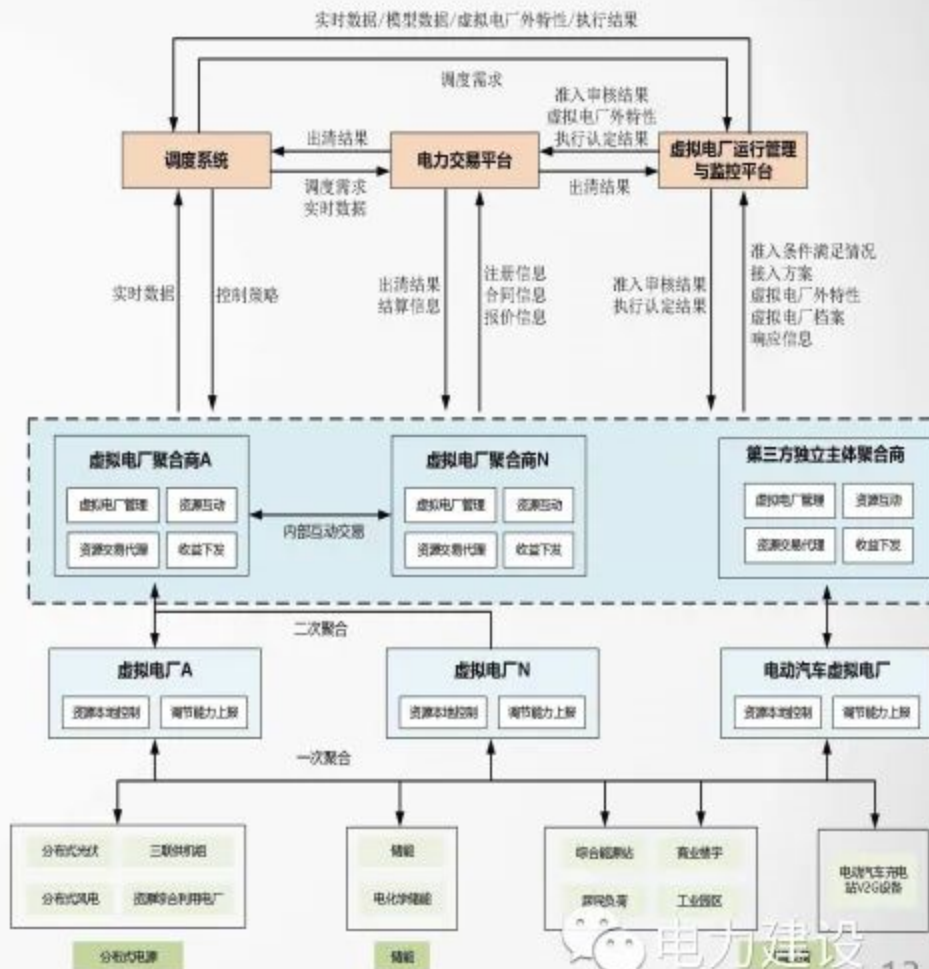 实时数据/模型数据/虚拟电厂外特性/执行结果
调度需求
准入审核结果
虚拟电厂外特性
执行认定结果
出清结果
调度系统
电力交易平台
虚拟电厂运行管理
与监控平台
调度需求
实时数据
出清结果
实时数据
控制策略
出清结果
结算信息
注册信息
合同信息
报价信息
准入审核结果
执行认定结果
准入条件满足情况
接入方案
虚拟电厂外特性
虚拟电厂档案
响应信息
虚拟电厂聚合商A
虚拟电厂管理
资源互动
资源交易代理
收益下发
内部互动交易
虚拟电厂聚合商N
虚拟电厂管理
资源互动
资源交易代理
收益下发
第三方独立主体聚合商
虚拟电厂管理
资源互动
资源交易代理
收益下发
二次聚合
虚拟电厂A
资源本地控制
调节能力上报
虚拟电厂N
资源本地控制
调节能力上报
电动汽车虚拟电厂
资源本地控制
调节能力上报
一次聚合
分布式光伏
三联供机组
分布式风电
资源综合利用电厂
储能
电化学储能
综合能源站
商业楼宇
居民负荷
工业园区
电动汽车充电
站V2G设备
分布式电源
储能
电力建设
13